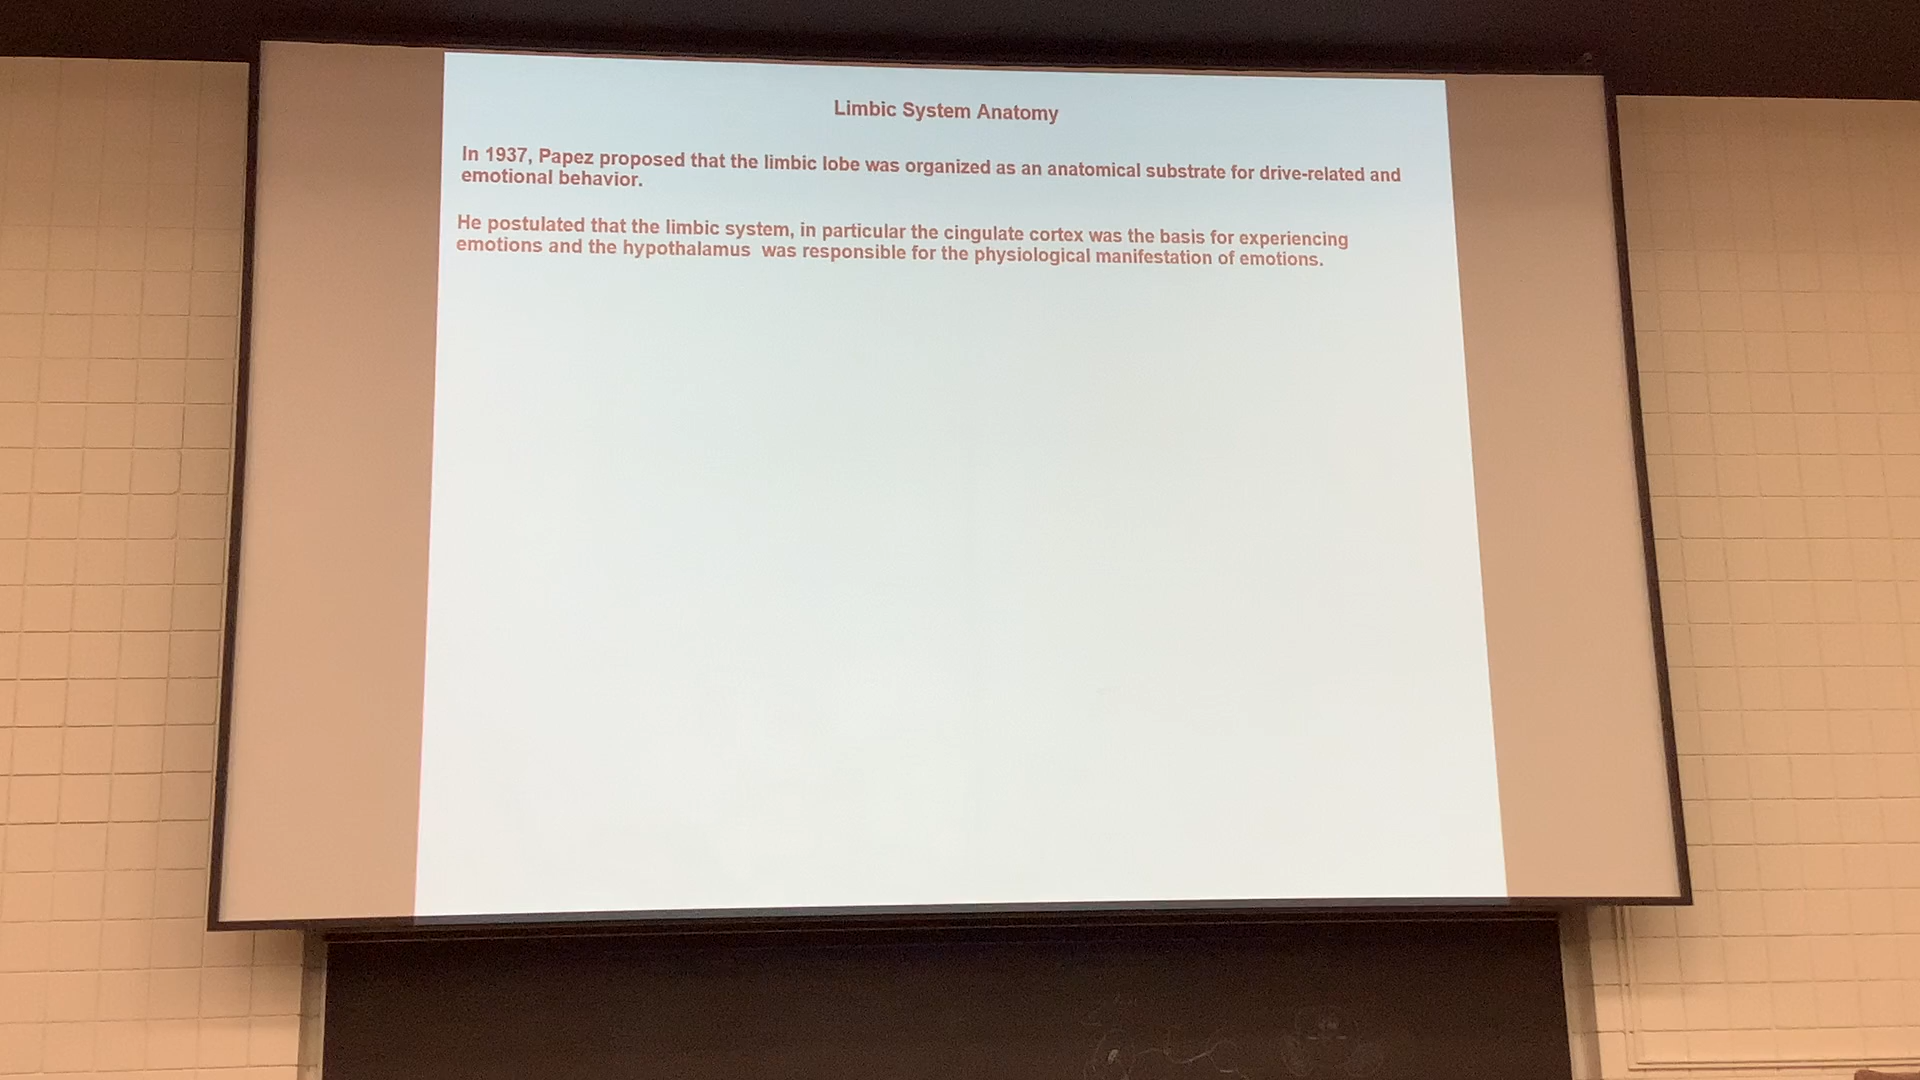 Limbic System Anatomy
In 1937, Papez proposed that the limbic lobe was organized as an anatomical substrate for drive-related and
emotional behavior.
He postulated that the limbic system, in particular the cingulate cortex was the basis for experiencing
emotions and the hypothalamus  was responsible for the physiological manifestation of emotions.